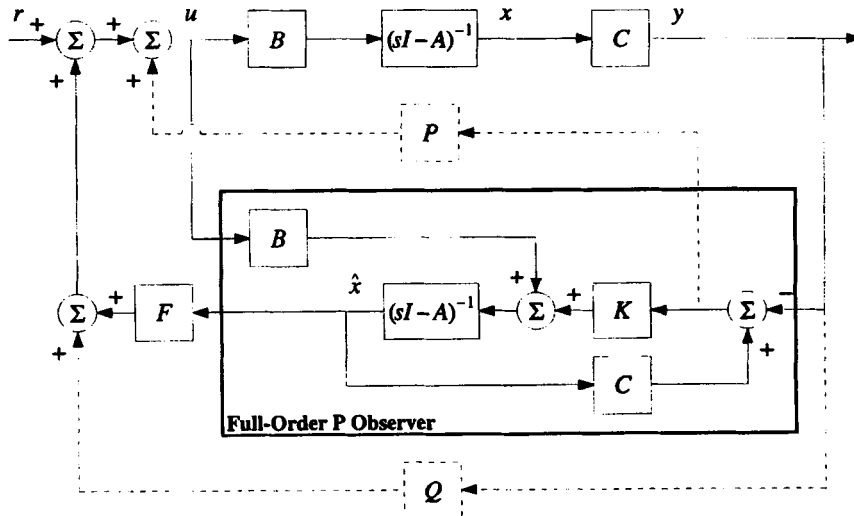 r + Σ + Σ u B (sI – A)⁻¹ x C y
+ +
P
B
x̂ + – 
+ Σ + F (sI – A)⁻¹ Σ + K Σ
+ +
C
Full-Order P Observer
Q